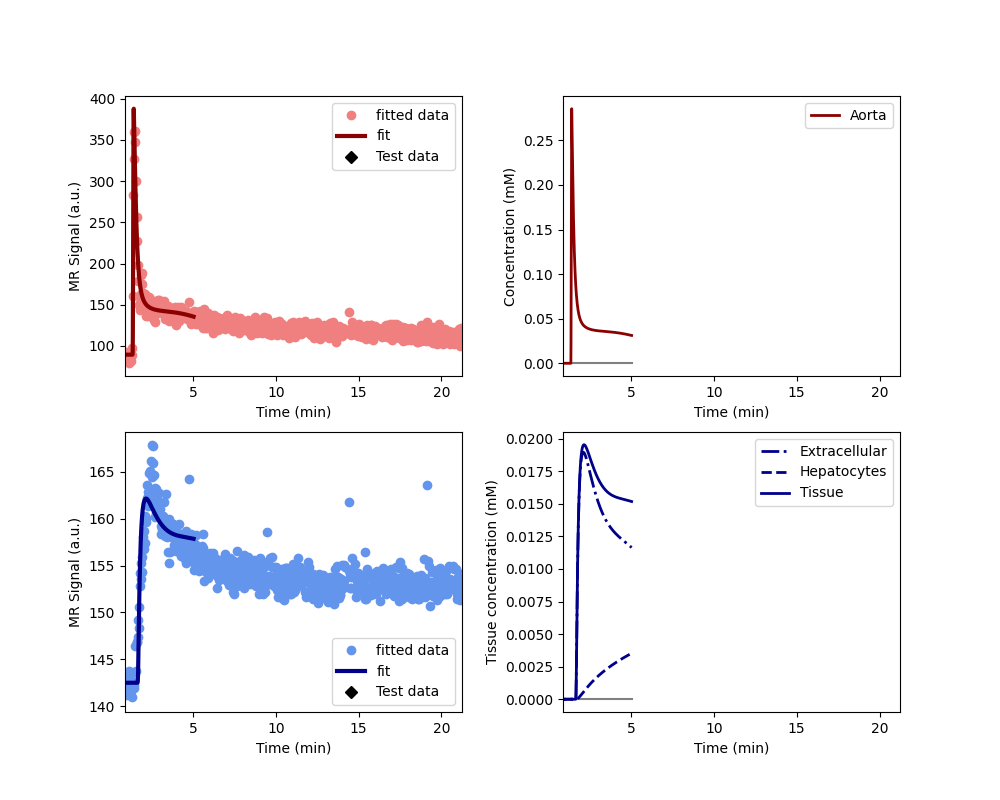 400
350
300
250
200
150
100
MR Signal (a.u.)
5
10
15
20
Time (min)
fitted data
fit
Test data
0.25
0.20
0.15
0.10
0.05
0.00
Concentration (mM)
5
10
15
20
Time (min)
Aorta
165
160
155
150
145
140
MR Signal (a.u.)
5
10
15
20
Time (min)
fitted data
fit
Test data
0.0200
0.0175
0.0150
0.0125
0.0100
0.0075
0.0050
0.0025
0.0000
Tissue concentration (mM)
5
10
15
20
Time (min)
Extracellular
Hepatocytes
Tissue